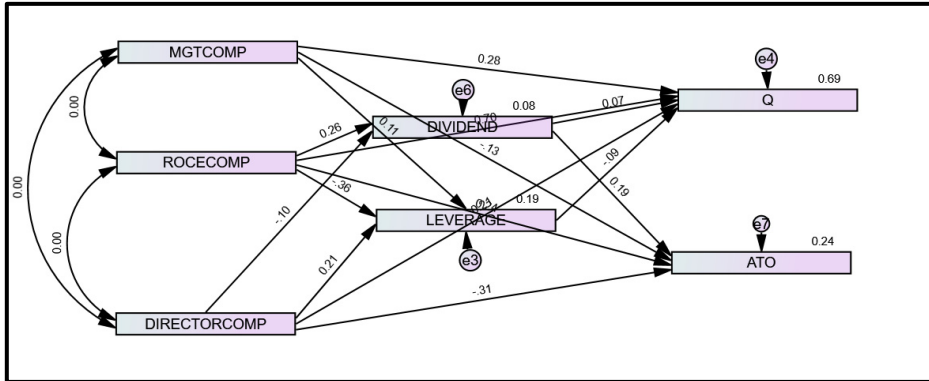 MGTCOMP
0.28
e4
0.69
Q
e6
0.08
0.07
DIVIDEND
0.70
0.26
0.11
-.13
0.00
ROCECOMP
-.36
-.09
0.19
-.10
0.19
LEVERAGE
0.00
0.00
0.21
e3
e7
0.24
ATO
-.31
DIRECTORCOMP